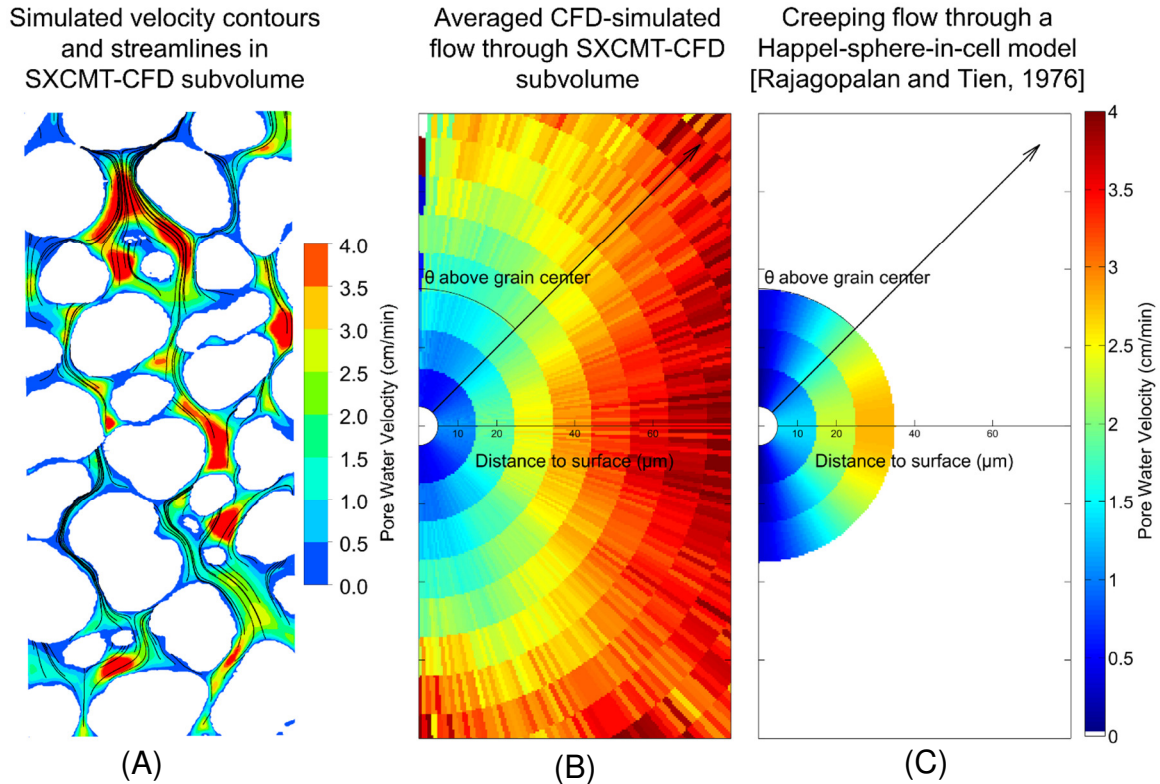 Simulated velocity contours
and streamlines in
SXCMT-CFD subvolume
Averaged CFD-simulated
flow through SXCMT-CFD
subvolume
Creeping flow through a
Happel-sphere-in-cell model
[Rajagopalan and Tien, 1976]
4.0
3.5
3.0
2.5
2.0
1.5
1.0
0.5
0.0
Pore Water Velocity (cm/min)
θ above grain center
10 20 30 40 60
Distance to surface (µm)
θ above grain center
10 20 30 40 60
Distance to surface (µm)
4
3.5
3
2.5
2
1.5
1
0.5
0
Pore Water Velocity (cm/min)
(A)
(B)
(C)